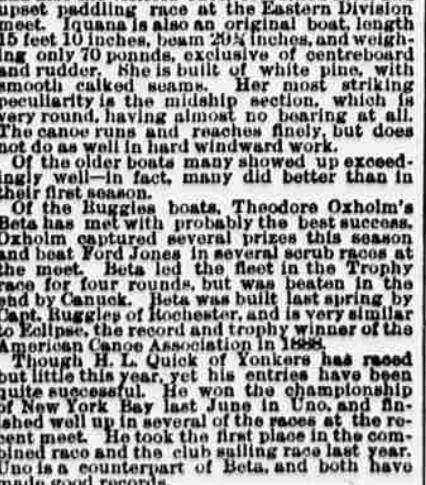 upset paddling race at the Eastern Division
meet. Iquana is also an original boat, length
15 feet 10 inches, beam 29¾ inches, and weigh-
ing only 70 ponnds, exclusive of centreboard
and rudder. She is built of white pine, with
smooth calked seams. Her most striking
peculiarity is the midship section, which is
very round, having almost no bearing at all.
The canoe runs and reaches finely, but does
not do as well in hard windward work.
Of the older boats many showed up exceed-
ingly well—in fact, many did better than in
their first season.
Of the Ruggles boats, Theodore Oxholm's
Beta has met with probably the best success.
Oxholm captured several prizes this season
and beat Ford Jones in several scrub races at
the meet. Beta led the fleet in the Trophy
race for four rounds, but was beaten in the
end by Canuck. Beta was built last spring by
Capt. Ruggles of Rochester, and is very similar
to Eclipse, the record and trophy winner of the
American Canoe Association in 1888.
Though H. L. Quick of Yonkers has raced
but little this year, yet his entries have been
quite successful. He won the championship
of New York Bay last June in Uno, and fin-
ished well up in several of the races at the re-
cent meet. He took the first place in the com-
bined race and the club sailing race last year.
Uno is a counterpart of Beta, and both have
made good records.